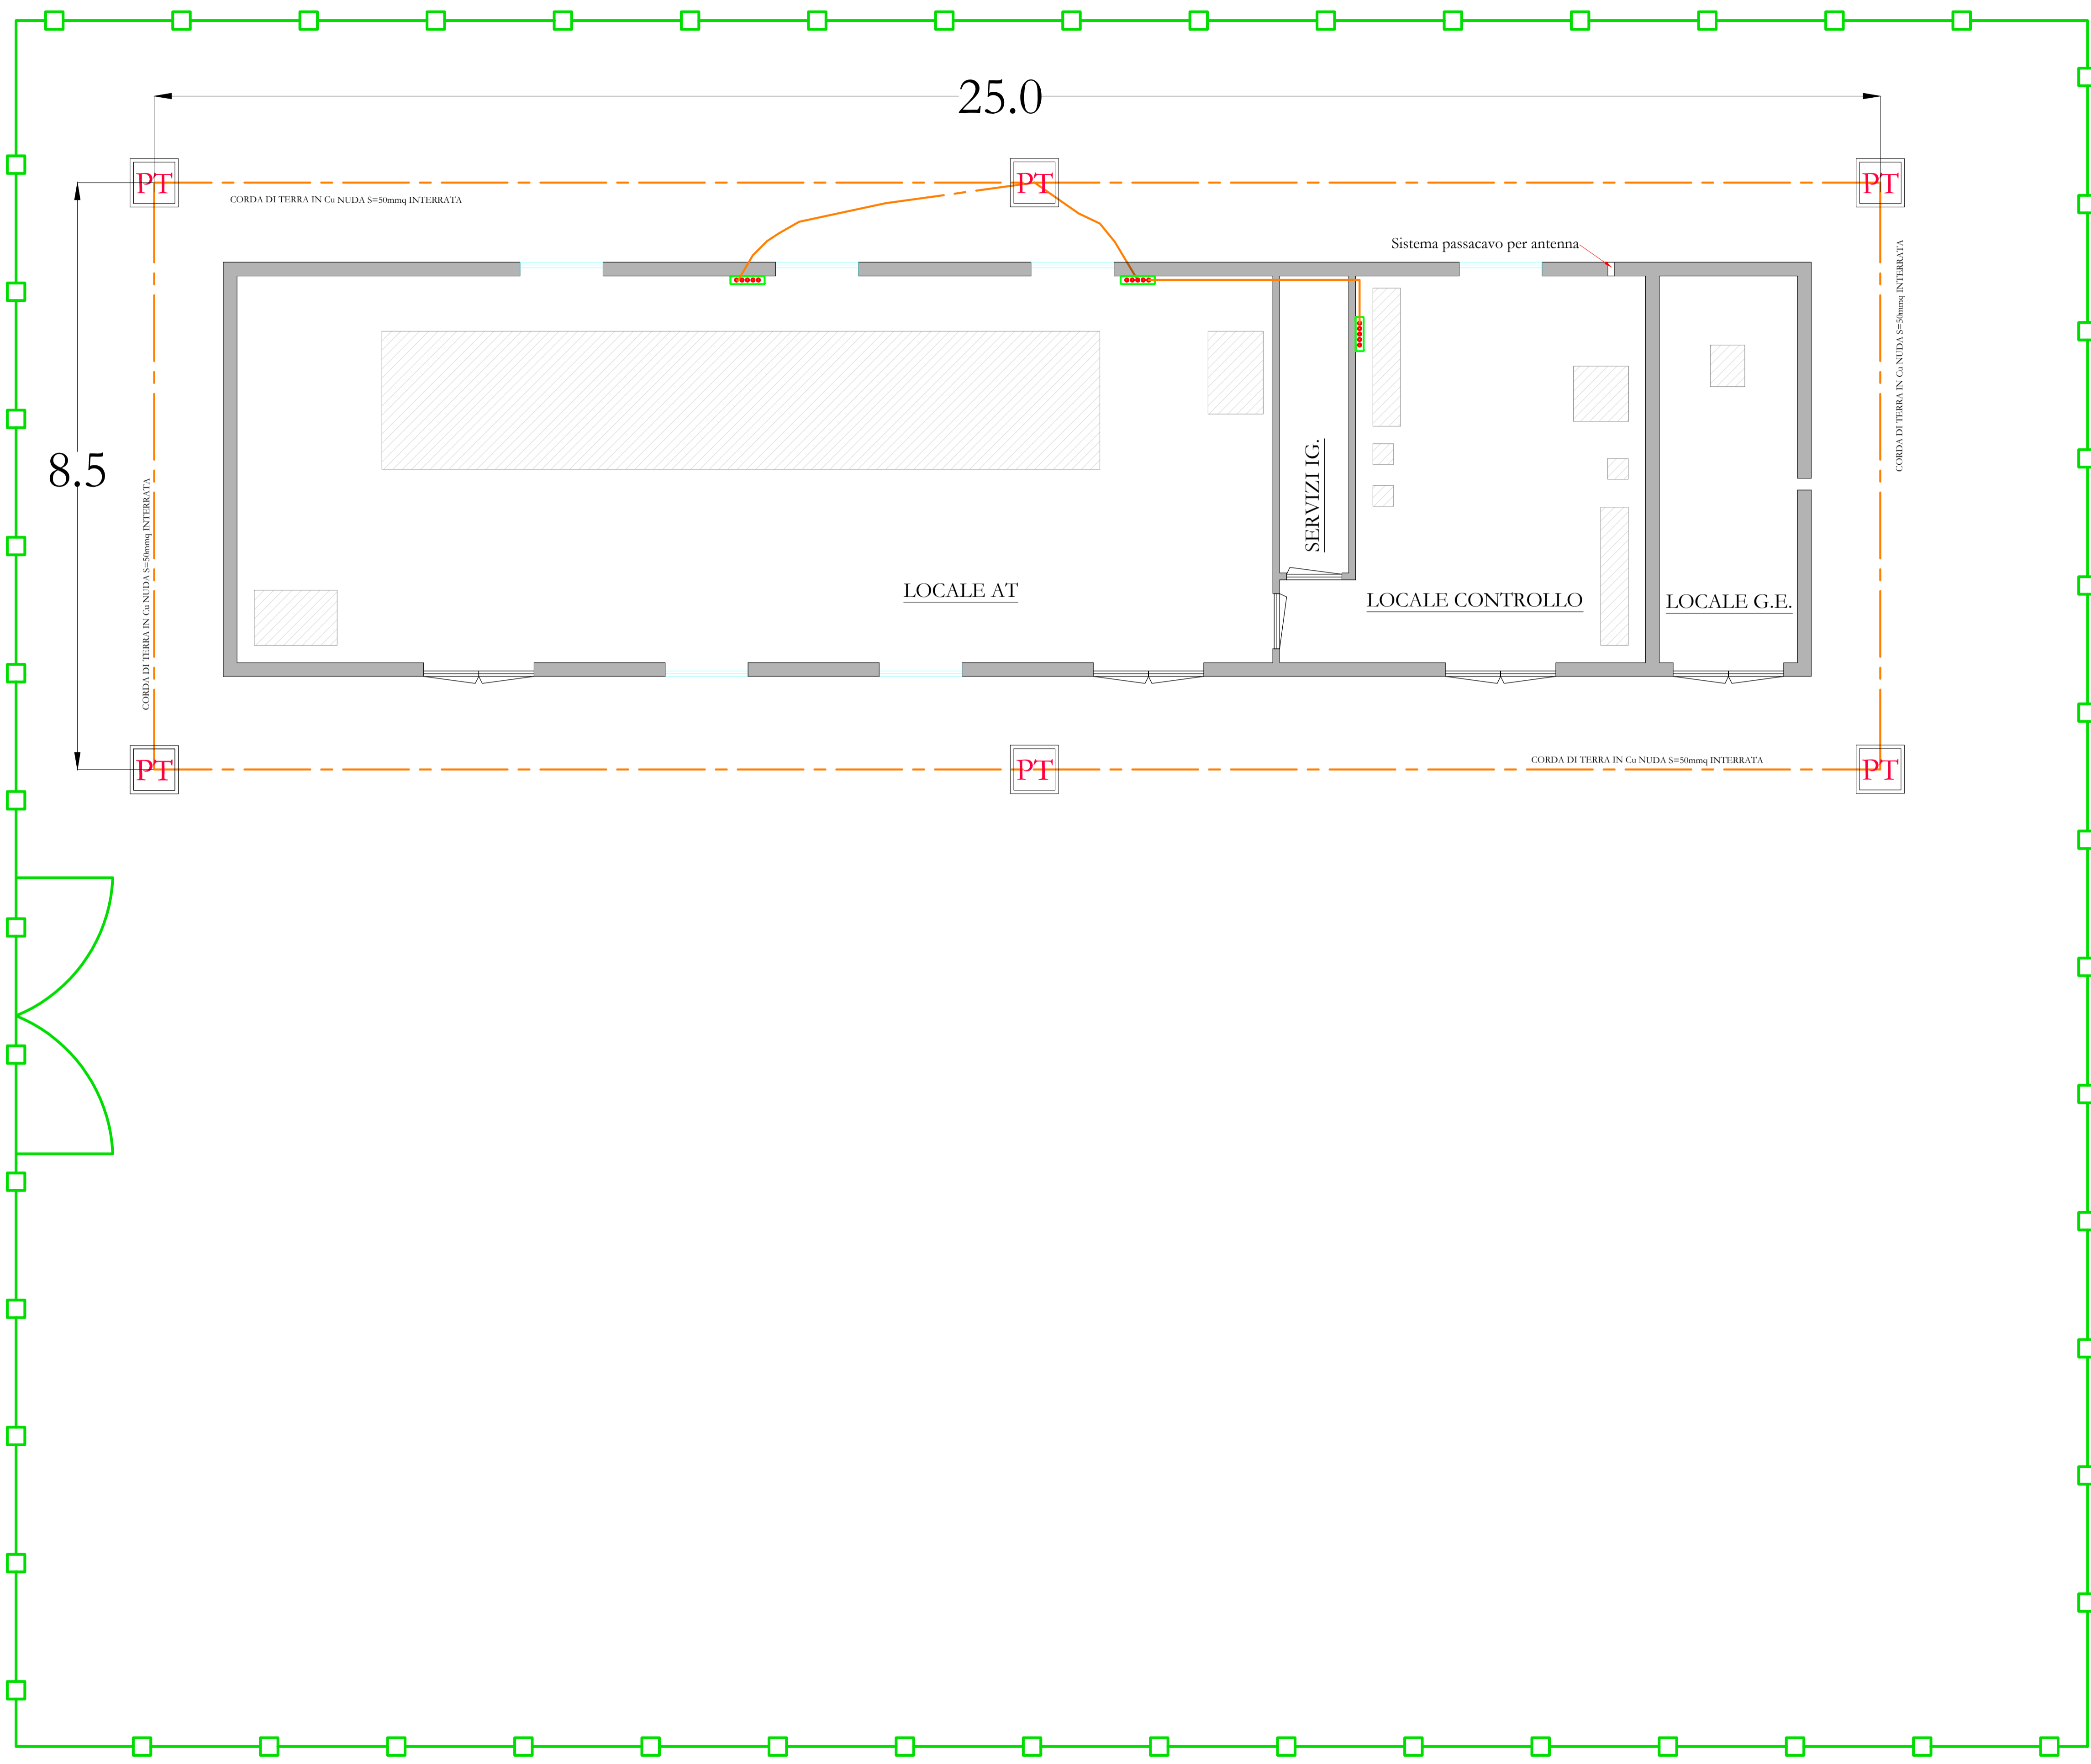 25.0
PT
PT
PT
CORDA DI TERRA IN Cu NUDA S=50mmq INTERRATA
Sistema passacavo per antenna
CORDA DI TERRA IN Cu NUDA S=50mmq INTERRATA
8.5
CORDA DI TERRA IN Cu NUDA S=50mmq INTERRATA
SERVIZI IG.
LOCALE AT
LOCALE CONTROLLO
LOCALE G.E.
CORDA DI TERRA IN Cu NUDA S=50mmq INTERRATA
PT
PT
PT